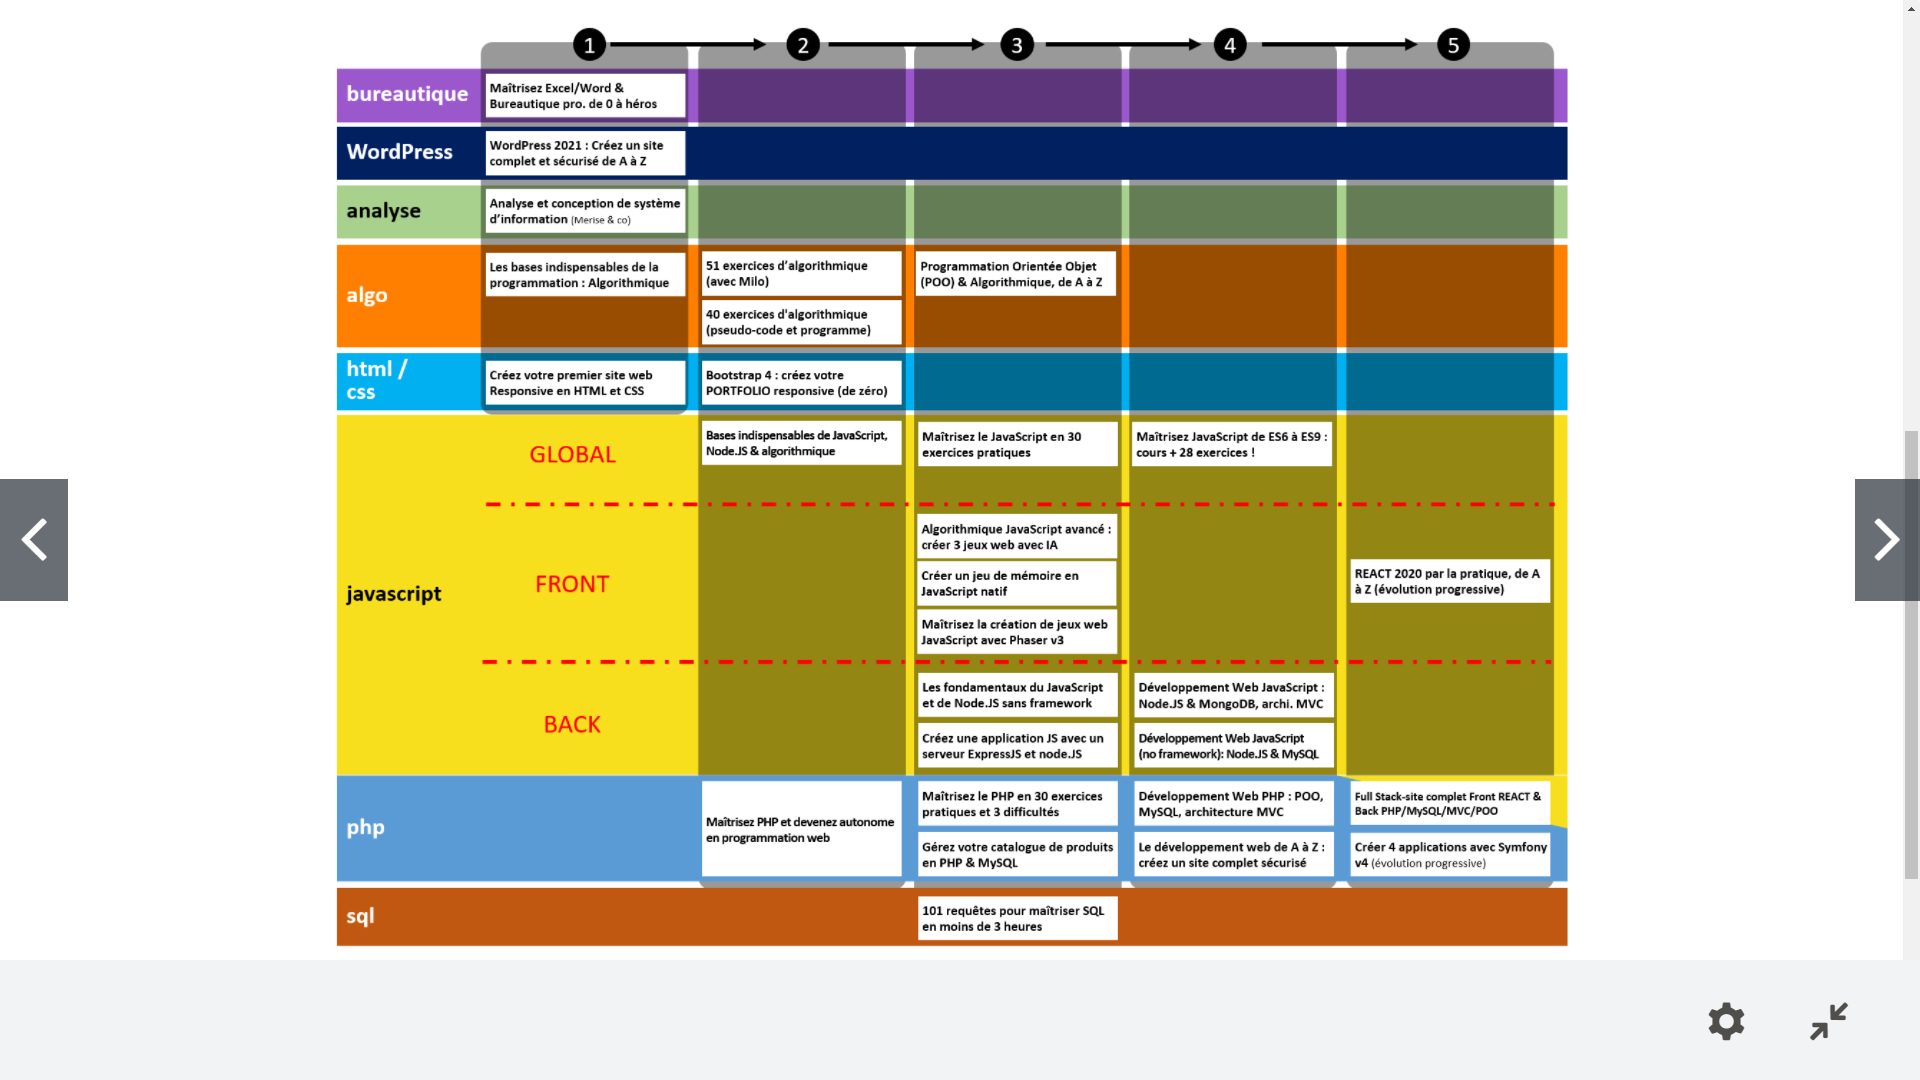 1
2
3
4
5
bureautique
Maîtrisez Excel/Word &
Bureautique pro. de 0 à héros
WordPress
WordPress 2021 : Créez un site
complet et sécurisé de A à Z
analyse
Analyse et conception de système
d'information (Merise & co)
algo
Les bases indispensables de la
programmation : Algorithmique
51 exercices d'algorithmique
(avec Milo)
40 exercices d'algorithmique
(pseudo-code et programme)
Programmation Orientée Objet
(POO) & Algorithmique, de A à Z
html /
css
Créez votre premier site web
Responsive en HTML et CSS
Bootstrap 4 : créez votre
PORTFOLIO responsive (de zéro)
javascript
GLOBAL
Bases indispensables de JavaScript,
Node.JS & algorithmique
Maîtrisez le JavaScript en 30
exercices pratiques
Maîtrisez JavaScript de ES6 à ES9 :
cours + 28 exercices !
FRONT
Algorithmique JavaScript avancé :
créer 3 jeux web avec IA
Créer un jeu de mémoire en
JavaScript natif
Maîtrisez la création de jeux web
JavaScript avec Phaser v3
REACT 2020 par la pratique, de A
à Z (évolution progressive)
BACK
Les fondamentaux du JavaScript
et de Node.JS sans framework
Créez une application JS avec un
serveur ExpressJS et node.JS
Développement Web JavaScript :
Node.JS & MongoDB, archi. MVC
Développement Web JavaScript
(no framework): Node.JS & MySQL
php
Maîtrisez PHP et devenez autonome
en programmation web
Maîtrisez le PHP en 30 exercices
pratiques et 3 difficultés
Gérez votre catalogue de produits
en PHP & MySQL
Développement Web PHP : POO,
MySQL, architecture MVC
Le développement web de A à Z :
créez un site complet sécurisé
Full Stack-site complet Front REACT &
Back PHP/MySQL/MVC/POO
Créer 4 applications avec Symfony
v4 (évolution progressive)
sql
101 requêtes pour maîtriser SQL
en moins de 3 heures